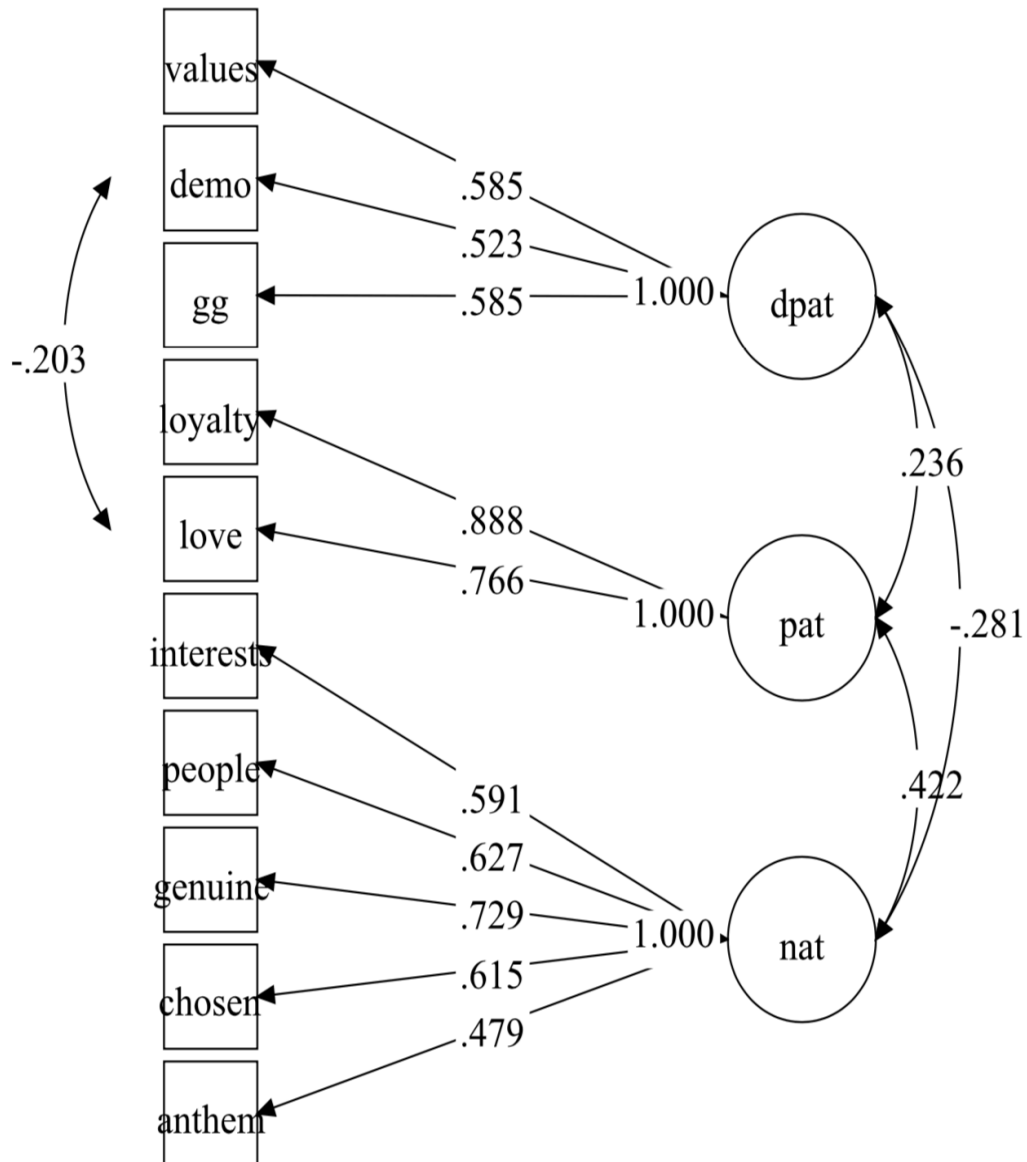 values
.585
demo
.523
1.000
dpat
gg
.585
-.203
loyalty
.236
.888
love
.766
1.000
pat
-.281
interests
people
.591
.422
.627
genuine
.729
1.000
nat
.615
chosen
.479
anthem